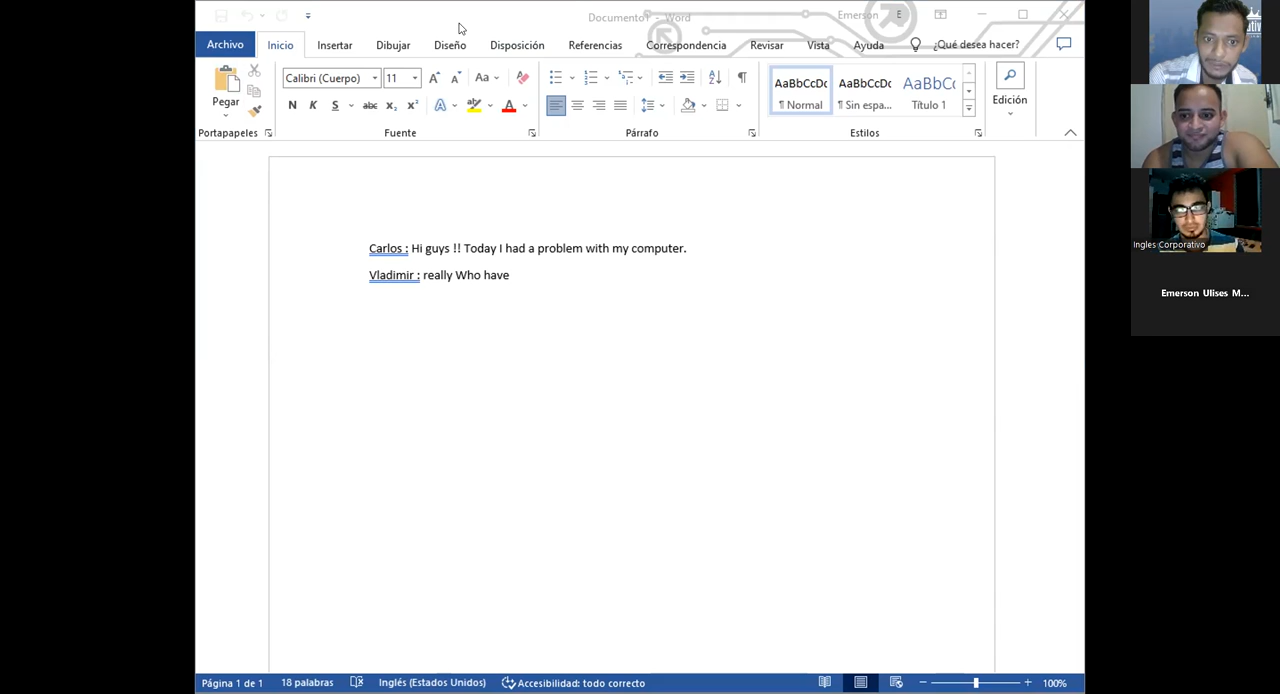 Documento1 - Word
Emerson E
Archivo Inicio Insertar Dibujar Diseño Disposición Referencias Correspondencia Revisar Vista Ayuda ¿Qué desea hacer?
Calibri (Cuerpo) 11 Aa
Pegar
N K S abc x₂ x² A A
AaBbCcDc AaBbCcDc AaBbCc
¶ Normal ¶ Sin espa... Título 1
Edición
Portapapeles Fuente Párrafo Estilos
Carlos : Hi guys !! Today I had a problem with my computer.
Vladimir : really Who have
Ingles Corporativo
Emerson Ulises M...
Página 1 de 1 18 palabras Inglés (Estados Unidos) Accesibilidad: todo correcto 100%